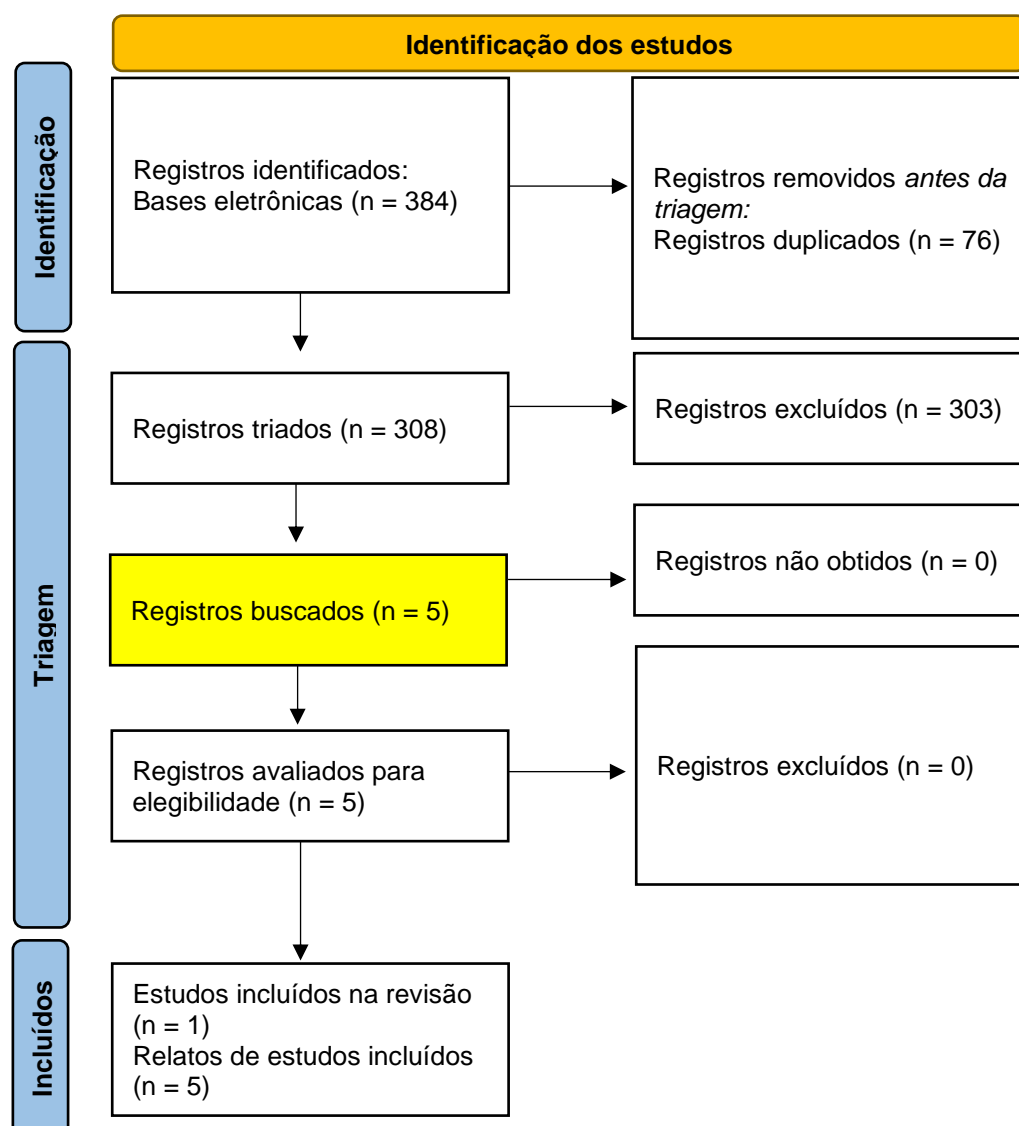 Identificação dos estudos
Identificação
Registros identificados:
Bases eletrônicas (n = 384)
Registros removidos antes da
triagem:
Registros duplicados (n = 76)
Triagem
Registros triados (n = 308)
Registros excluídos (n = 303)
Registros buscados (n = 5)
Registros não obtidos (n = 0)
Registros avaliados para
elegibilidade (n = 5)
Registros excluídos (n = 0)
Incluídos
Estudos incluídos na revisão
(n = 1)
Relatos de estudos incluídos
(n = 5)